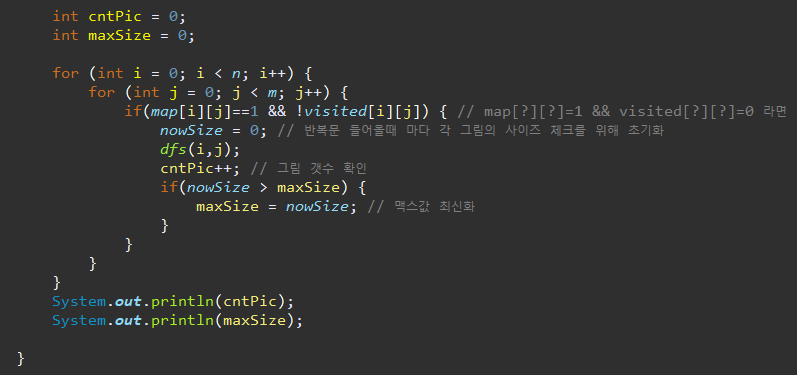 int cntPic = 0;
int maxSize = 0;
for (int i = 0; i < n; i++) {
for (int j = 0; j < m; j++) {
if(map[i][j]==1 && !visited[i][j]) { // map[?][?]=1 && visited[?][?]=0 라면
nowSize = 0; // 반복문 들어올때 마다 각 그림의 사이즈 체크를 위해 초기화
dfs(i,j);
cntPic++; // 그림 갯수 확인
if(nowSize > maxSize) {
maxSize = nowSize; // 맥스값 최신화
}
}
}
}
System.out.println(cntPic);
System.out.println(maxSize);
}